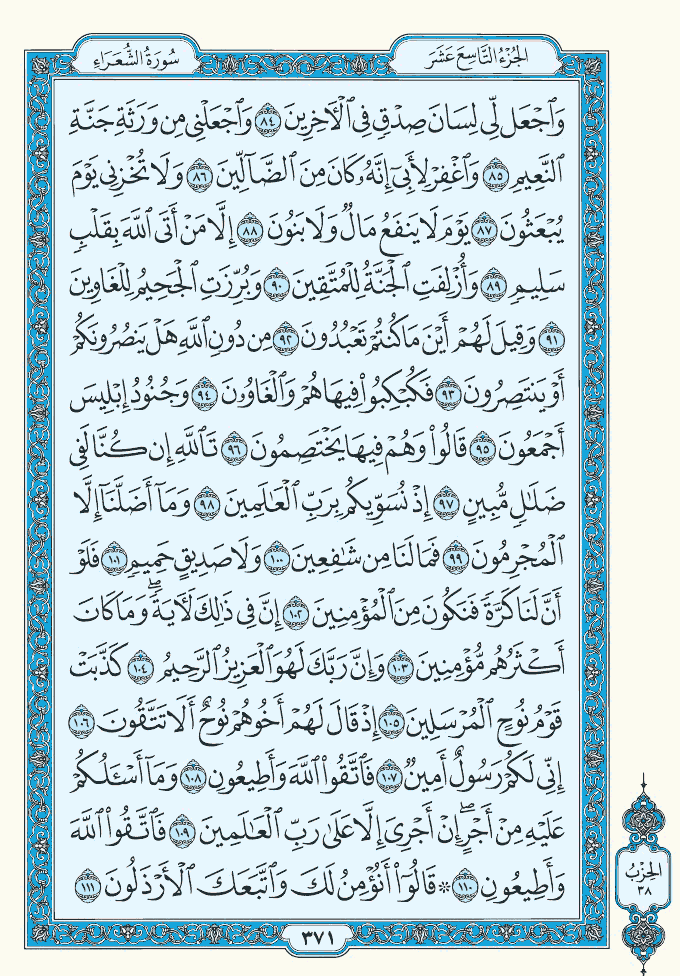 سُورَةُ الشُّعَرَاءِ
الجُزْءُ التَّاسِعَ عَشَرَ
وَٱجْعَل لِّي لِسَانَ صِدْقٍ فِي ٱلْأٓخِرِينَ ٨٤ وَٱجْعَلْنِي مِن وَرَثَةِ جَنَّةِ
ٱلنَّعِيمِ ٨٥ وَٱغْفِرْ لِأَبِيٓ إِنَّهُۥ كَانَ مِنَ ٱلضَّآلِّينَ ٨٦ وَلَا تُخْزِنِي يَوْمَ
يُبْعَثُونَ ٨٧ يَوْمَ لَا يَنفَعُ مَالٌ وَلَا بَنُونَ ٨٨ إِلَّا مَنْ أَتَى ٱللَّهَ بِقَلْبٍ
سَلِيمٍ ٨٩ وَأُزْلِفَتِ ٱلْجَنَّةُ لِلْمُتَّقِينَ ٩٠ وَبُرِّزَتِ ٱلْجَحِيمُ لِلْغَاوِينَ
٩١ وَقِيلَ لَهُمْ أَيْنَ مَا كُنتُمْ تَعْبُدُونَ ٩٢ مِن دُونِ ٱللَّهِ هَلْ يَنصُرُونَكُمْ
أَوْ يَنتَصِرُونَ ٩٣ فَكُبْكِبُوا۟ فِيهَا هُمْ وَٱلْغَاوُۥنَ ٩٤ وَجُنُودُ إِبْلِيسَ
أَجْمَعُونَ ٩٥ قَالُوا۟ وَهُمْ فِيهَا يَخْتَصِمُونَ ٩٦ تَٱللَّهِ إِن كُنَّا لَفِي
ضَلَٰلٍ مُّبِينٍ ٩٧ إِذْ نُسَوِّيكُم بِرَبِّ ٱلْعَٰلَمِينَ ٩٨ وَمَآ أَضَلَّنَآ إِلَّا
ٱلْمُجْرِمُونَ ٩٩ فَمَا لَنَا مِن شَٰفِعِينَ ١٠٠ وَلَا صَدِيقٍ حَمِيمٍ ١٠١ فَلَوْ
أَنَّ لَنَا كَرَّةً فَنَكُونَ مِنَ ٱلْمُؤْمِنِينَ ١٠٢ إِنَّ فِي ذَٰلِكَ لَأٓيَةًۖ وَمَا كَانَ
أَكْثَرُهُم مُّؤْمِنِينَ ١٠٣ وَإِنَّ رَبَّكَ لَهُوَ ٱلْعَزِيزُ ٱلرَّحِيمُ ١٠٤ كَذَّبَتْ
قَوْمُ نُوحٍ ٱلْمُرْسَلِينَ ١٠٥ إِذْ قَالَ لَهُمْ أَخُوهُمْ نُوحٌ أَلَا تَتَّقُونَ ١٠٦
إِنِّي لَكُمْ رَسُولٌ أَمِينٌ ١٠٧ فَٱتَّقُوا۟ ٱللَّهَ وَأَطِيعُونِ ١٠٨ وَمَآ أَسْـَٔلُكُمْ
عَلَيْهِ مِنْ أَجْرٍۖ إِنْ أَجْرِيَ إِلَّا عَلَىٰ رَبِّ ٱلْعَٰلَمِينَ ١٠٩ فَٱتَّقُوا۟ ٱللَّهَ
وَأَطِيعُونِ ١١٠ ۞ قَالُوٓا۟ أَنُؤْمِنُ لَكَ وَٱتَّبَعَكَ ٱلْأَرْذَلُونَ ١١١
الحِزْبُ
٣٨
٣٧١